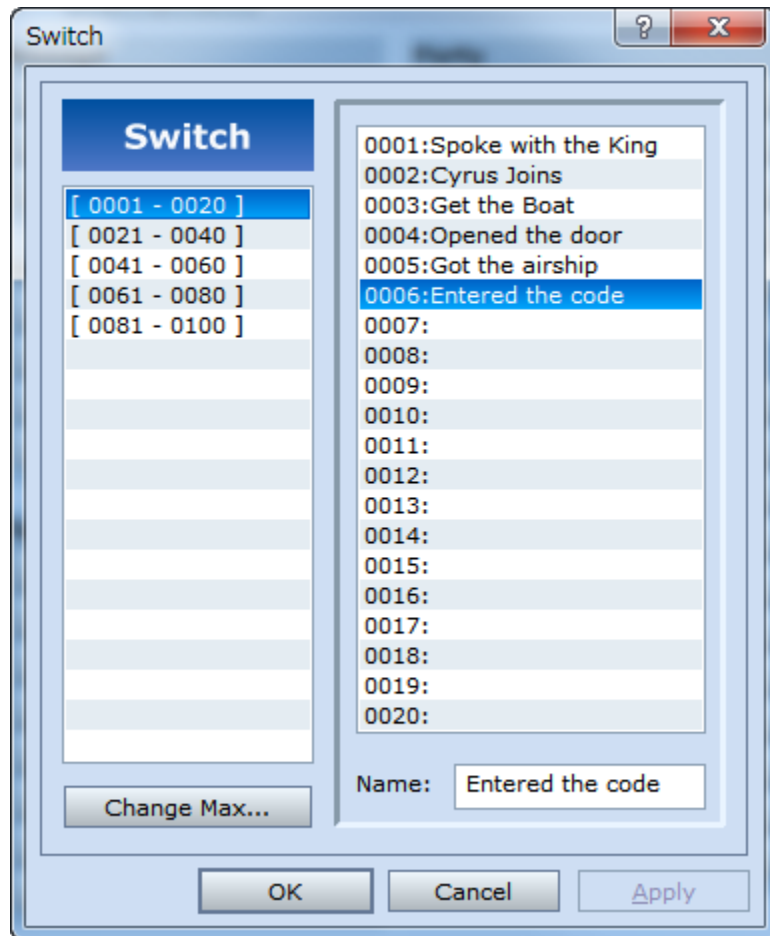 Switch
Switch
[ 0001 - 0020 ]
[ 0021 - 0040 ]
[ 0041 - 0060 ]
[ 0061 - 0080 ]
[ 0081 - 0100 ]
Change Max...
0001:Spoke with the King
0002:Cyrus Joins
0003:Get the Boat
0004:Opened the door
0005:Got the airship
0006:Entered the code
0007:
0008:
0009:
0010:
0011:
0012:
0013:
0014:
0015:
0016:
0017:
0018:
0019:
0020:
Name: Entered the code
OK Cancel Apply